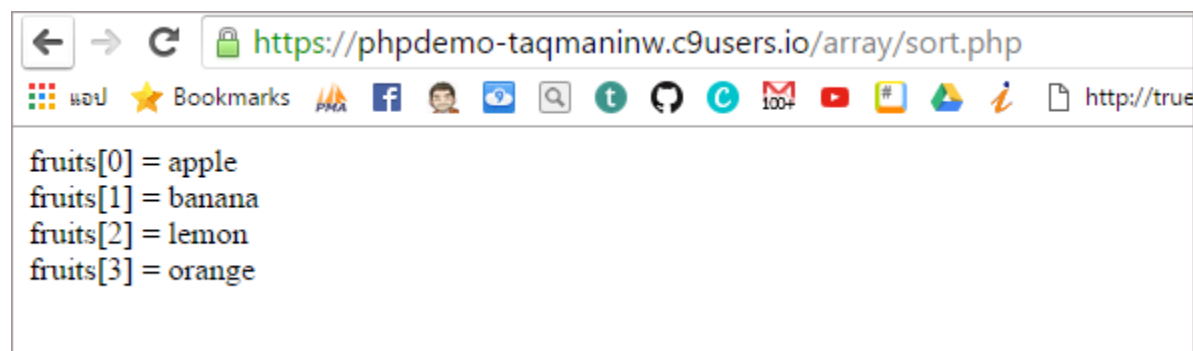 https://phpdemo-taqmaninw.c9users.io/array/sort.php
แอป Bookmarks PMA f 9 t C 100+ # i http://true
fruits[0] = apple
fruits[1] = banana
fruits[2] = lemon
fruits[3] = orange